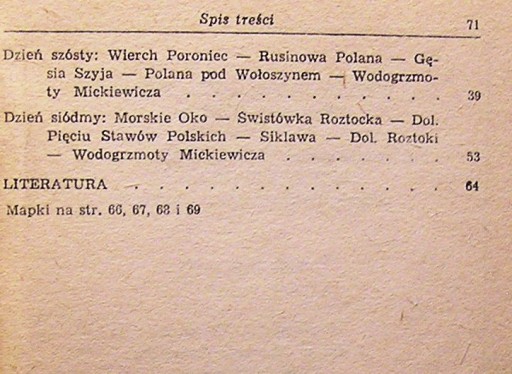 Spis treści 71
Dzień szósty: Wierch Poroniec — Rusinowa Polana — Gę-
sia Szyja — Polana pod Wołoszynem — Wodogrzmo-
ty Mickiewicza . . . . . . . . . . 39
Dzień siódmy: Morskie Oko — Świstówka Roztocka — Dol.
Pięciu Stawów Polskich — Siklawa — Dol. Roztoki
— Wodogrzmoty Mickiewicza . . . . . . 53
LITERATURA . . . . . . . . . . . . 64
Mapki na str. 66, 67, 68 i 69